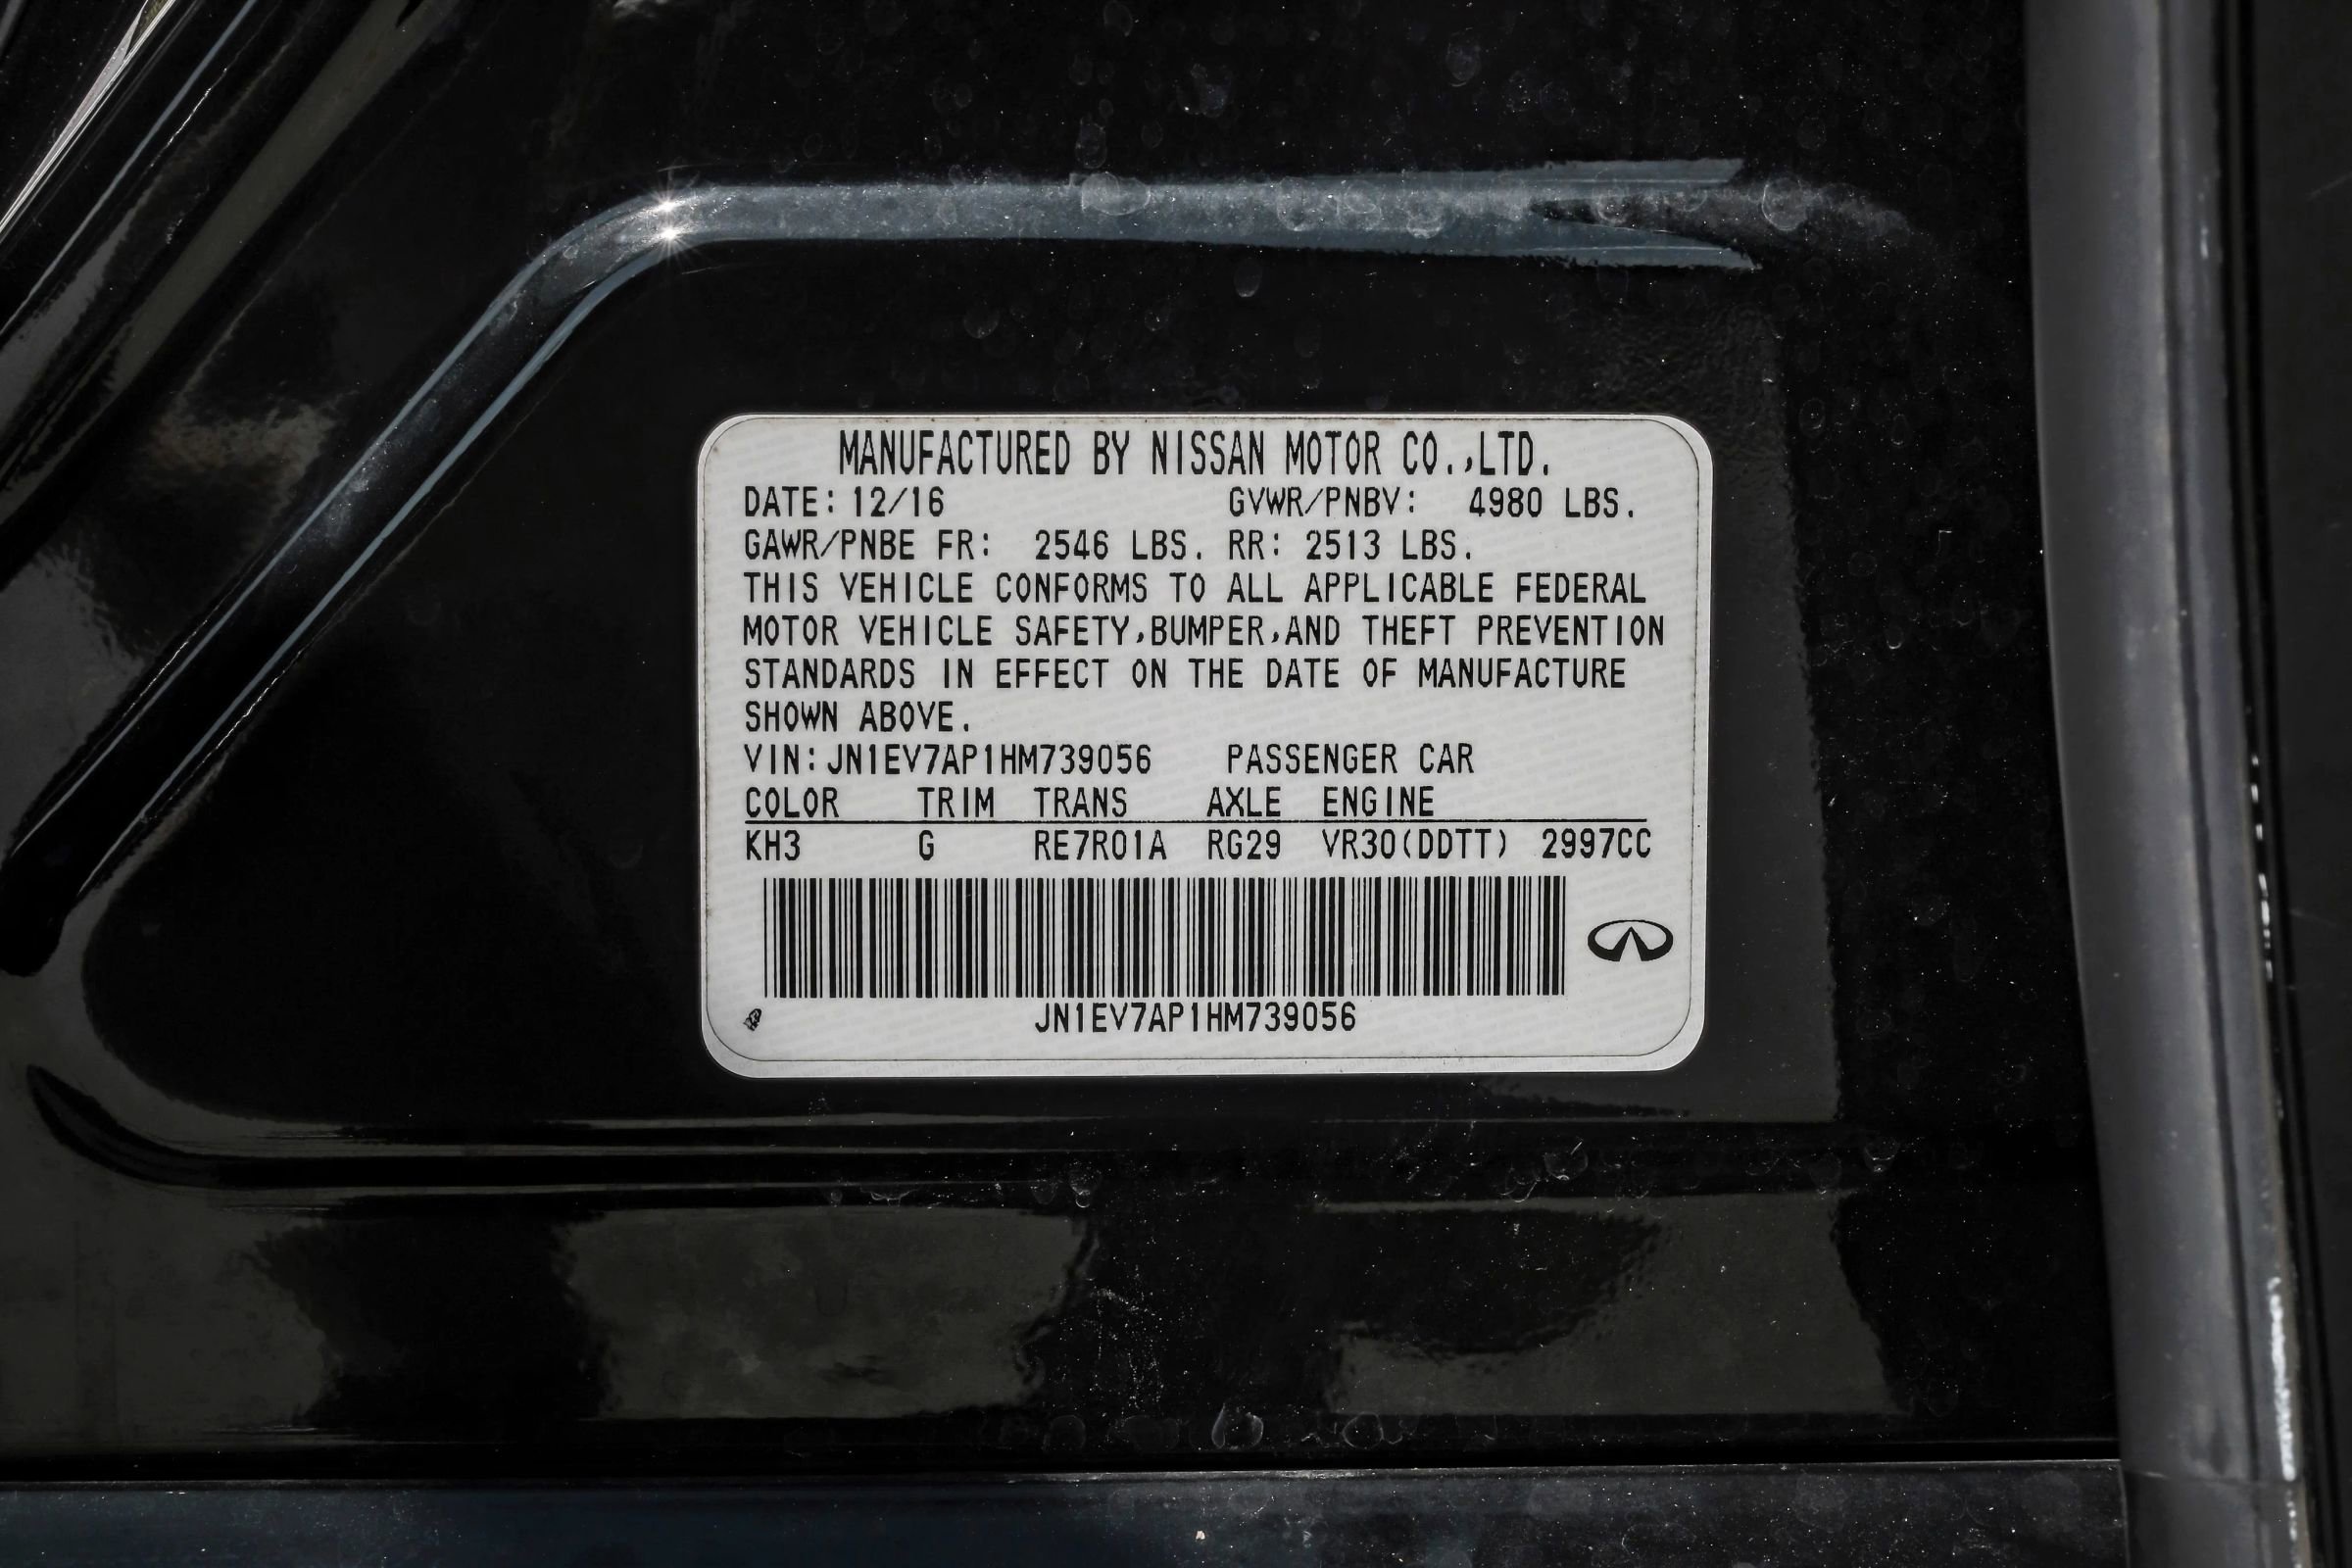 MANUFACTURED BY NISSAN MOTOR CO.,LTD.
DATE: 12/16 GVWR/PNBV: 4980 LBS.
GAWR/PNBE FR: 2546 LBS. RR: 2513 LBS.
THIS VEHICLE CONFORMS TO ALL APPLICABLE FEDERAL
MOTOR VEHICLE SAFETY,BUMPER,AND THEFT PREVENTION
STANDARDS IN EFFECT ON THE DATE OF MANUFACTURE
SHOWN ABOVE.
VIN:JN1EV7AP1HM739056 PASSENGER CAR
COLOR TRIM TRANS AXLE ENGINE
KH3 G RE7R01A RG29 VR30(DDTT) 2997CC
JN1EV7AP1HM739056